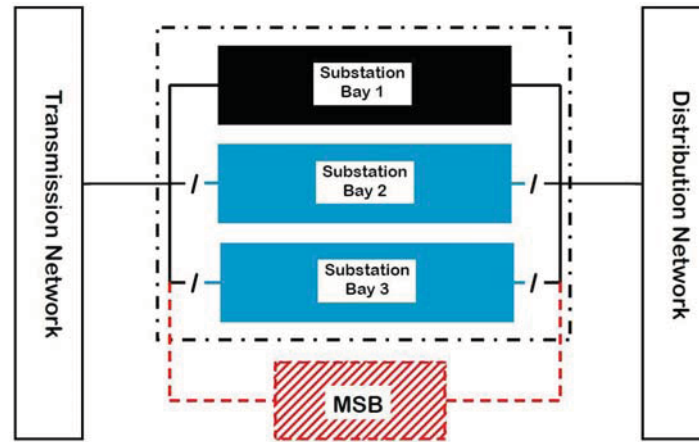 Transmission Network
Substation
Bay 1
Substation
Bay 2
Substation
Bay 3
MSB
Distribution Network